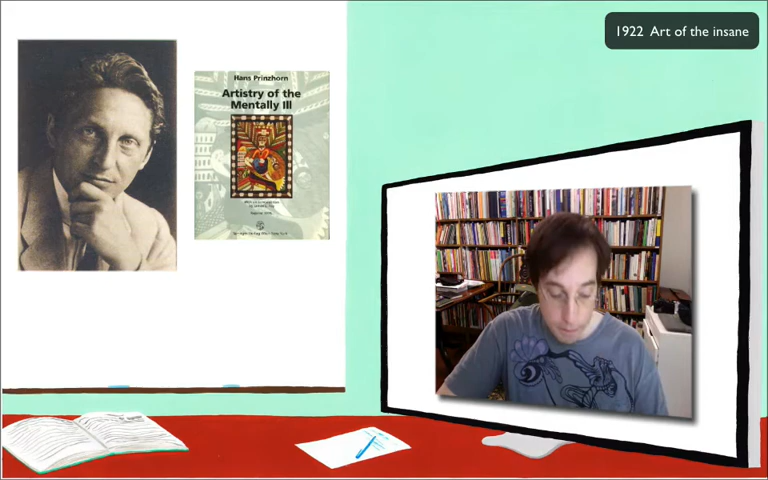 1922 Art of the insane
Hans Prinzhorn
Artistry of the
Mentally Ill